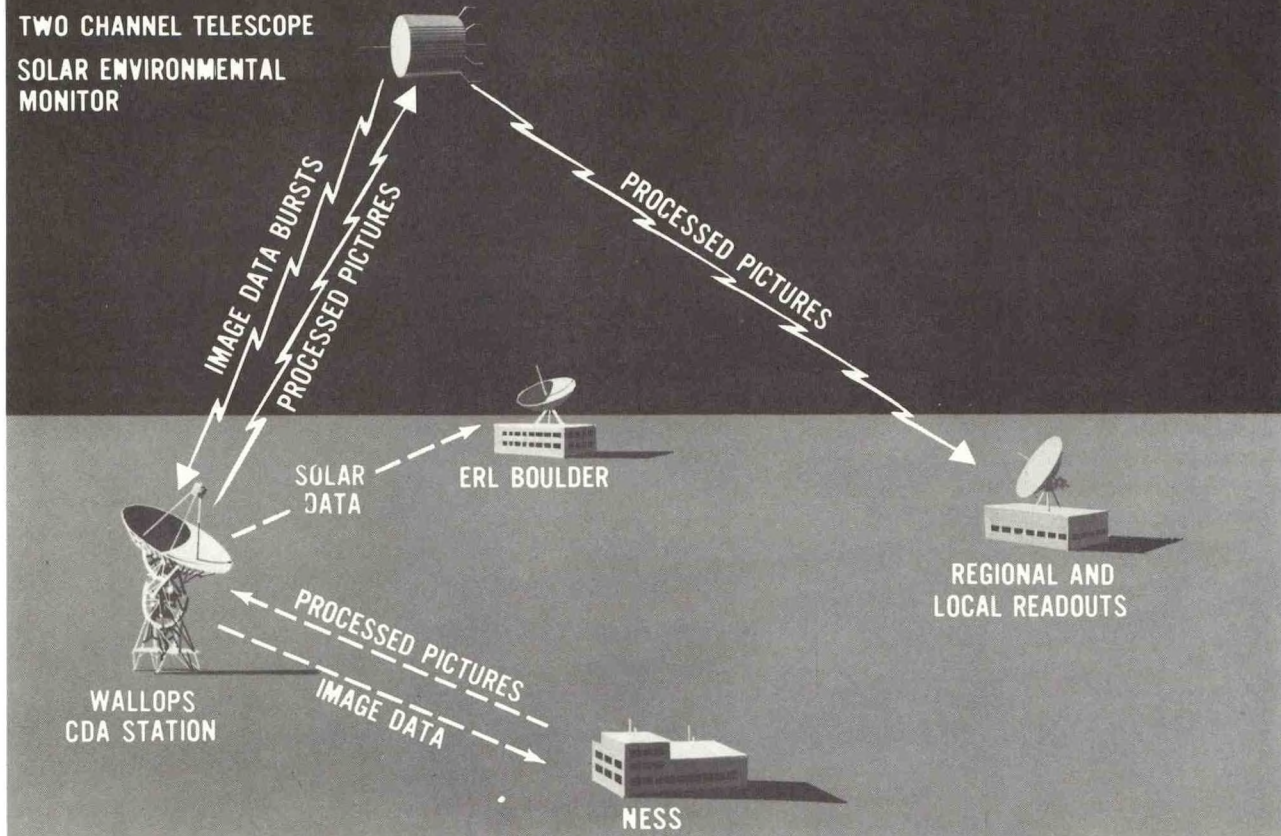 TWO CHANNEL TELESCOPE
SOLAR ENVIRONMENTAL
MONITOR
IMAGE DATA BURSTS
PROCESSED PICTURES
PROCESSED PICTURES
SOLAR
DATA
ERL BOULDER
REGIONAL AND
LOCAL READOUTS
WALLOPS
CDA STATION
PROCESSED PICTURES
IMAGE DATA
NESS